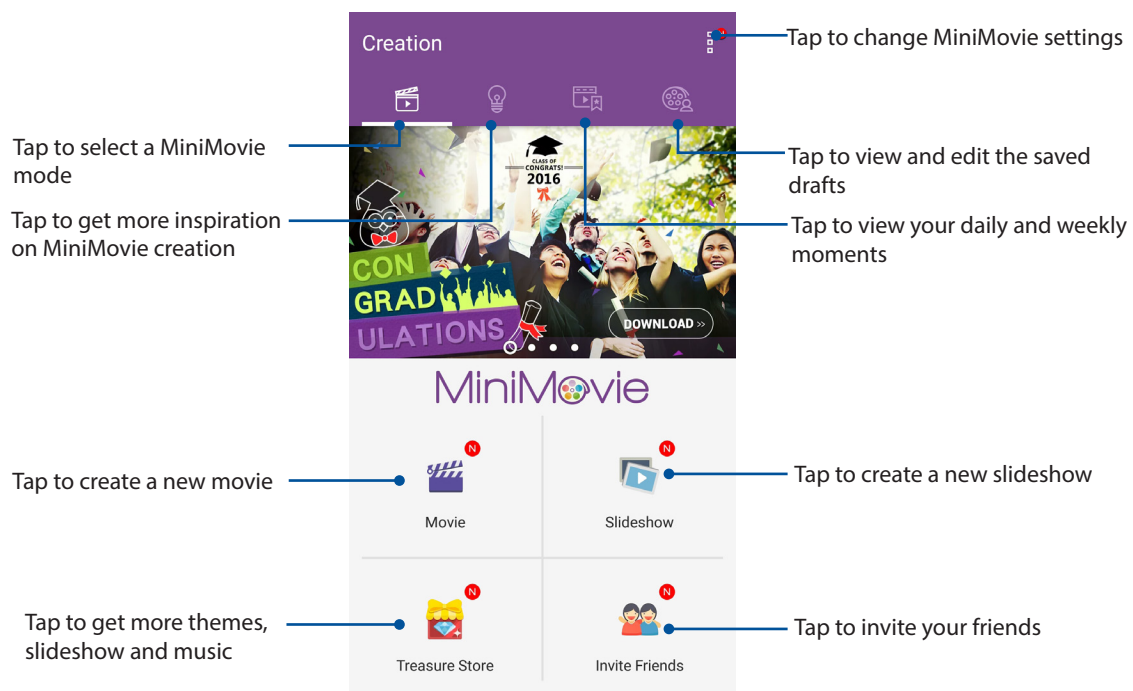 Creation
Tap to change MiniMovie settings
Tap to select a MiniMovie
mode
Tap to get more inspiration
on MiniMovie creation
CLASS OF
CONGRATS!
2016
CON
GRAD
ULATIONS
DOWNLOAD >>
Tap to view and edit the saved
drafts
Tap to view your daily and weekly
moments
MiniMovie
Tap to create a new movie
N
Movie
N
Slideshow
Tap to create a new slideshow
Tap to get more themes,
slideshow and music
N
Treasure Store
N
Invite Friends
Tap to invite your friends